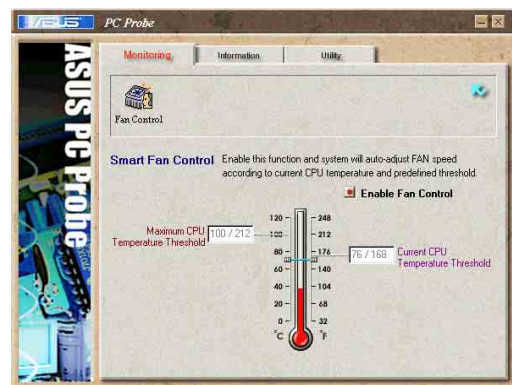 ASUS PC Probe
Monitoring Information Utility
ASUS PC Probe
Fan Control
Smart Fan Control Enable this function and system will auto-adjust FAN speed
according to current CPU temperature and predefined threshold.
Enable Fan Control
120 248
Maximum CPU
Temperature Threshold
100 / 212
100 212
80 176
76 / 168
Current CPU
Temperature Threshold
60 140
40 104
20 68
0 32
°C °F